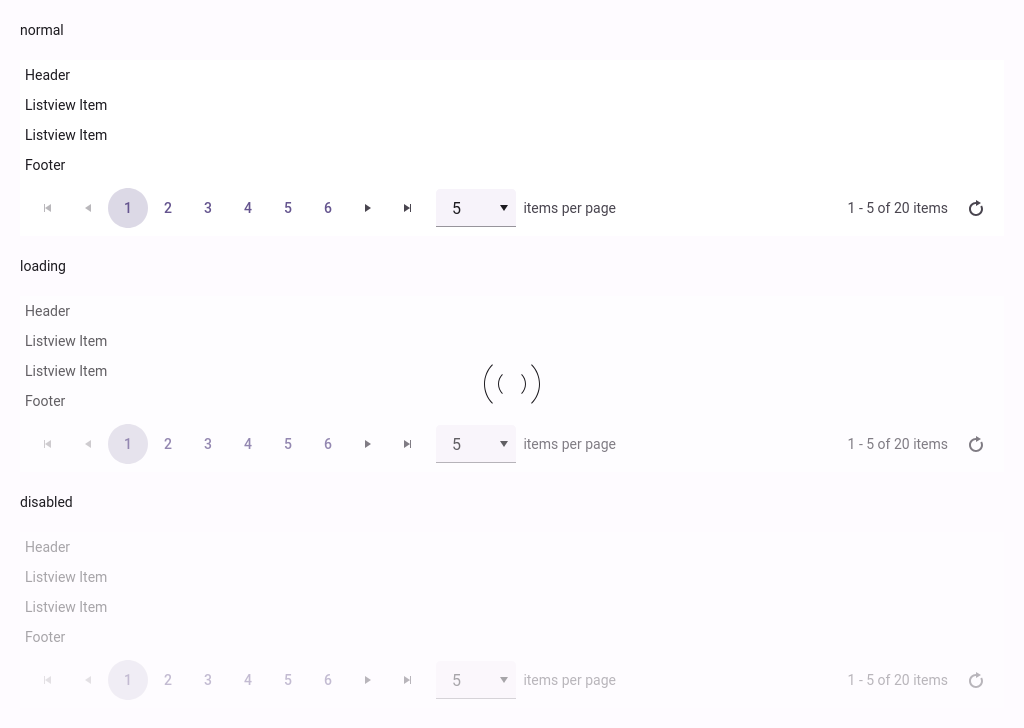 normal
Header
Listview Item
Listview Item
Footer
1 2 3 4 5 6 5 items per page 1 - 5 of 20 items
loading
Header
Listview Item
Listview Item
Footer
1 2 3 4 5 6 5 items per page 1 - 5 of 20 items
disabled
Header
Listview Item
Listview Item
Footer
1 2 3 4 5 6 5 items per page 1 - 5 of 20 items